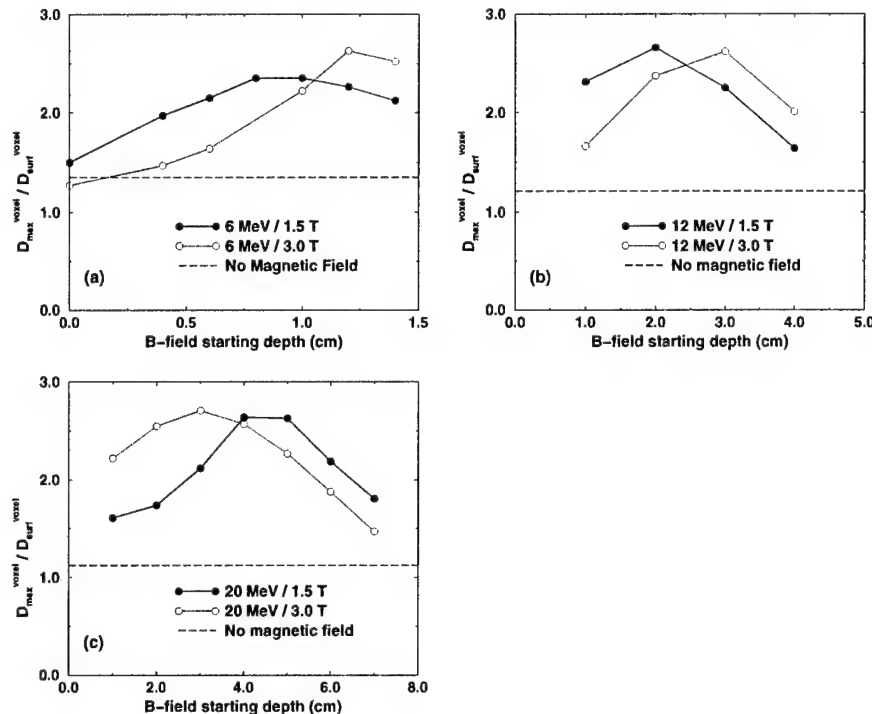 3.0
2.0
1.0
0.0
D_max^voxel / D_surf^voxel
6 MeV / 1.5 T
6 MeV / 3.0 T
No Magnetic Field
(a)
0.0 0.5 1.0 1.5
B-field starting depth (cm)
3.0
2.0
1.0
0.0
D_max^voxel / D_surf^voxel
12 MeV / 1.5 T
12 MeV / 3.0 T
No magnetic field
(b)
0.0 1.0 2.0 3.0 4.0 5.0
B-field starting depth (cm)
3.0
2.0
1.0
0.0
D_max^voxel / D_surf^voxel
20 MeV / 1.5 T
20 MeV / 3.0 T
No magnetic field
(c)
0.0 2.0 4.0 6.0 8.0
B-field starting depth (cm)